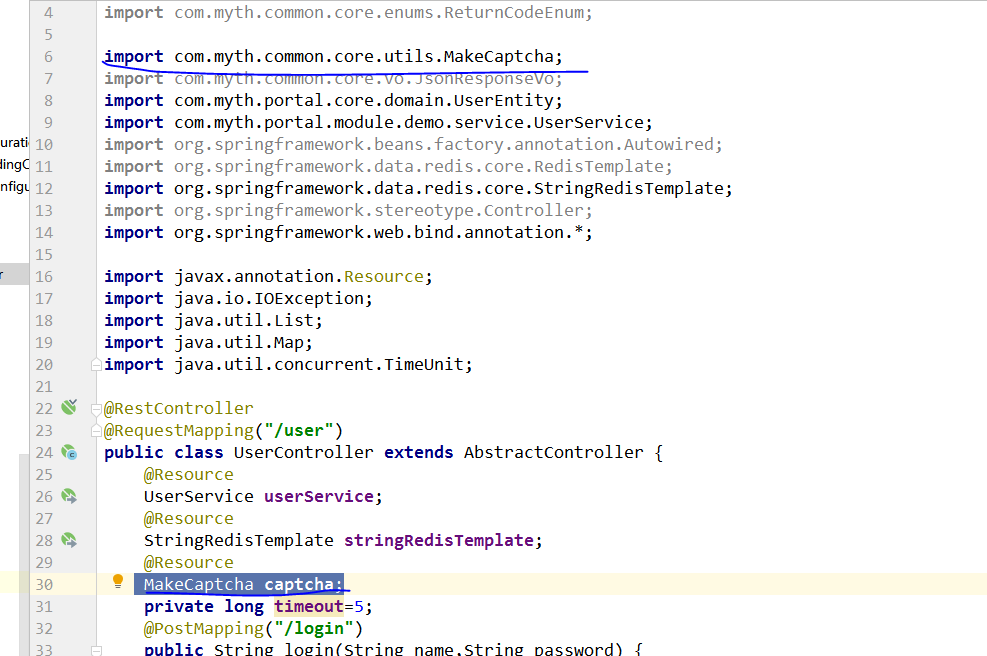 4 import com.myth.common.core.enums.ReturnCodeEnum;
5
6 import com.myth.common.core.utils.MakeCaptcha;
7 import com.myth.common.core.vo.JsonResponseVo;
8 import com.myth.portal.core.domain.UserEntity;
9 import com.myth.portal.module.demo.service.UserService;
10 import org.springframework.beans.factory.annotation.Autowired;
11 import org.springframework.data.redis.core.RedisTemplate;
12 import org.springframework.data.redis.core.StringRedisTemplate;
13 import org.springframework.stereotype.Controller;
14 import org.springframework.web.bind.annotation.*;
15
16 import javax.annotation.Resource;
17 import java.io.IOException;
18 import java.util.List;
19 import java.util.Map;
20 import java.util.concurrent.TimeUnit;
21
22 @RestController
23 @RequestMapping("/user")
24 public class UserController extends AbstractController {
25 @Resource
26 UserService userService;
27 @Resource
28 StringRedisTemplate stringRedisTemplate;
29 @Resource
30 MakeCaptcha captcha;
31 private long timeout=5;
32 @PostMapping("/login")
33 public String login(String name,String password) {